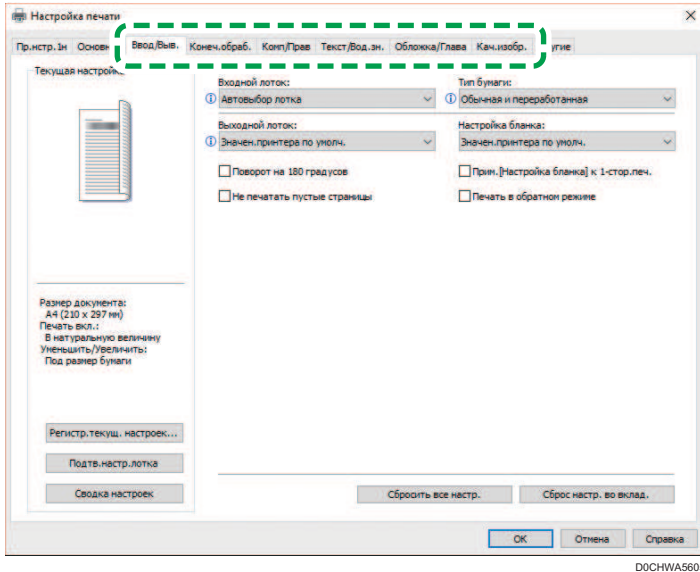 Настройка печати
Пр.нстр.1н Основн Ввод/Выв. Конеч.обраб. Комп/Прав Текст/Вод.зн. Обложка/Глава Кач.изобр. угие
Текущая настройк
Входной лоток:
Тип бумаги:
Автовыбор лотка
Обычная и переработанная
Выходной лоток:
Настройка бланка:
Значен.принтера по умолч.
Значен.принтера по умолч.
Поворот на 180 градусов
Прим.[Настройка бланка] к 1-стор.печ.
Не печатать пустые страницы
Печать в обратном режиме
Размер документа:
A4 (210 x 297 мм)
Печать вкл.:
В натуральную величину
Уменьшить/Увеличить:
Под размер бумаги
Регистр.текущ. настроек...
Подтв.настр.лотка
Сводка настроек
Сбросить все настр.
Сброс настр. во вклад.
OK
Отмена
Справка
D0CHWA560